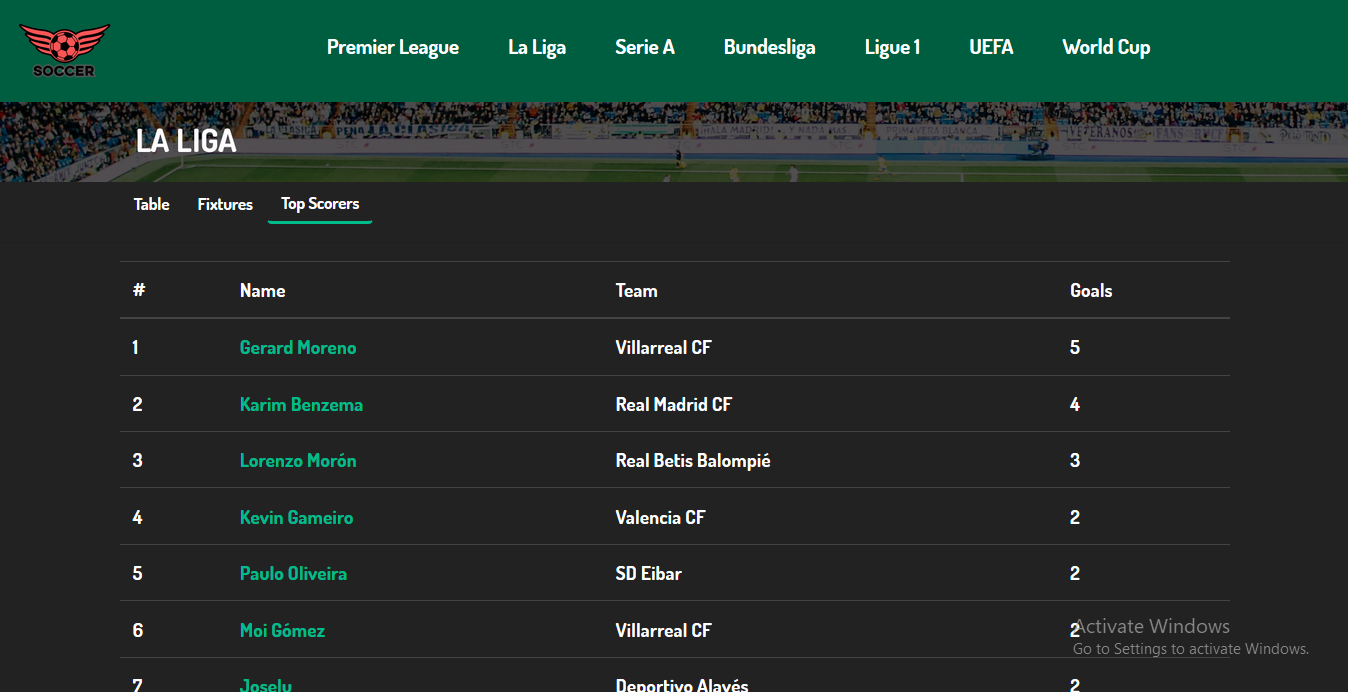 SOCCER
Premier League La Liga Serie A Bundesliga Ligue 1 UEFA World Cup
LA LIGA
Table Fixtures Top Scorers
# Name Team Goals
1 Gerard Moreno Villarreal CF 5
2 Karim Benzema Real Madrid CF 4
3 Lorenzo Morón Real Betis Balompié 3
4 Kevin Gameiro Valencia CF 2
5 Paulo Oliveira SD Eibar 2
6 Moi Gómez Villarreal CF 2
Activate Windows
Go to Settings to activate Windows.
7 Joselu Deportivo Alavés 2